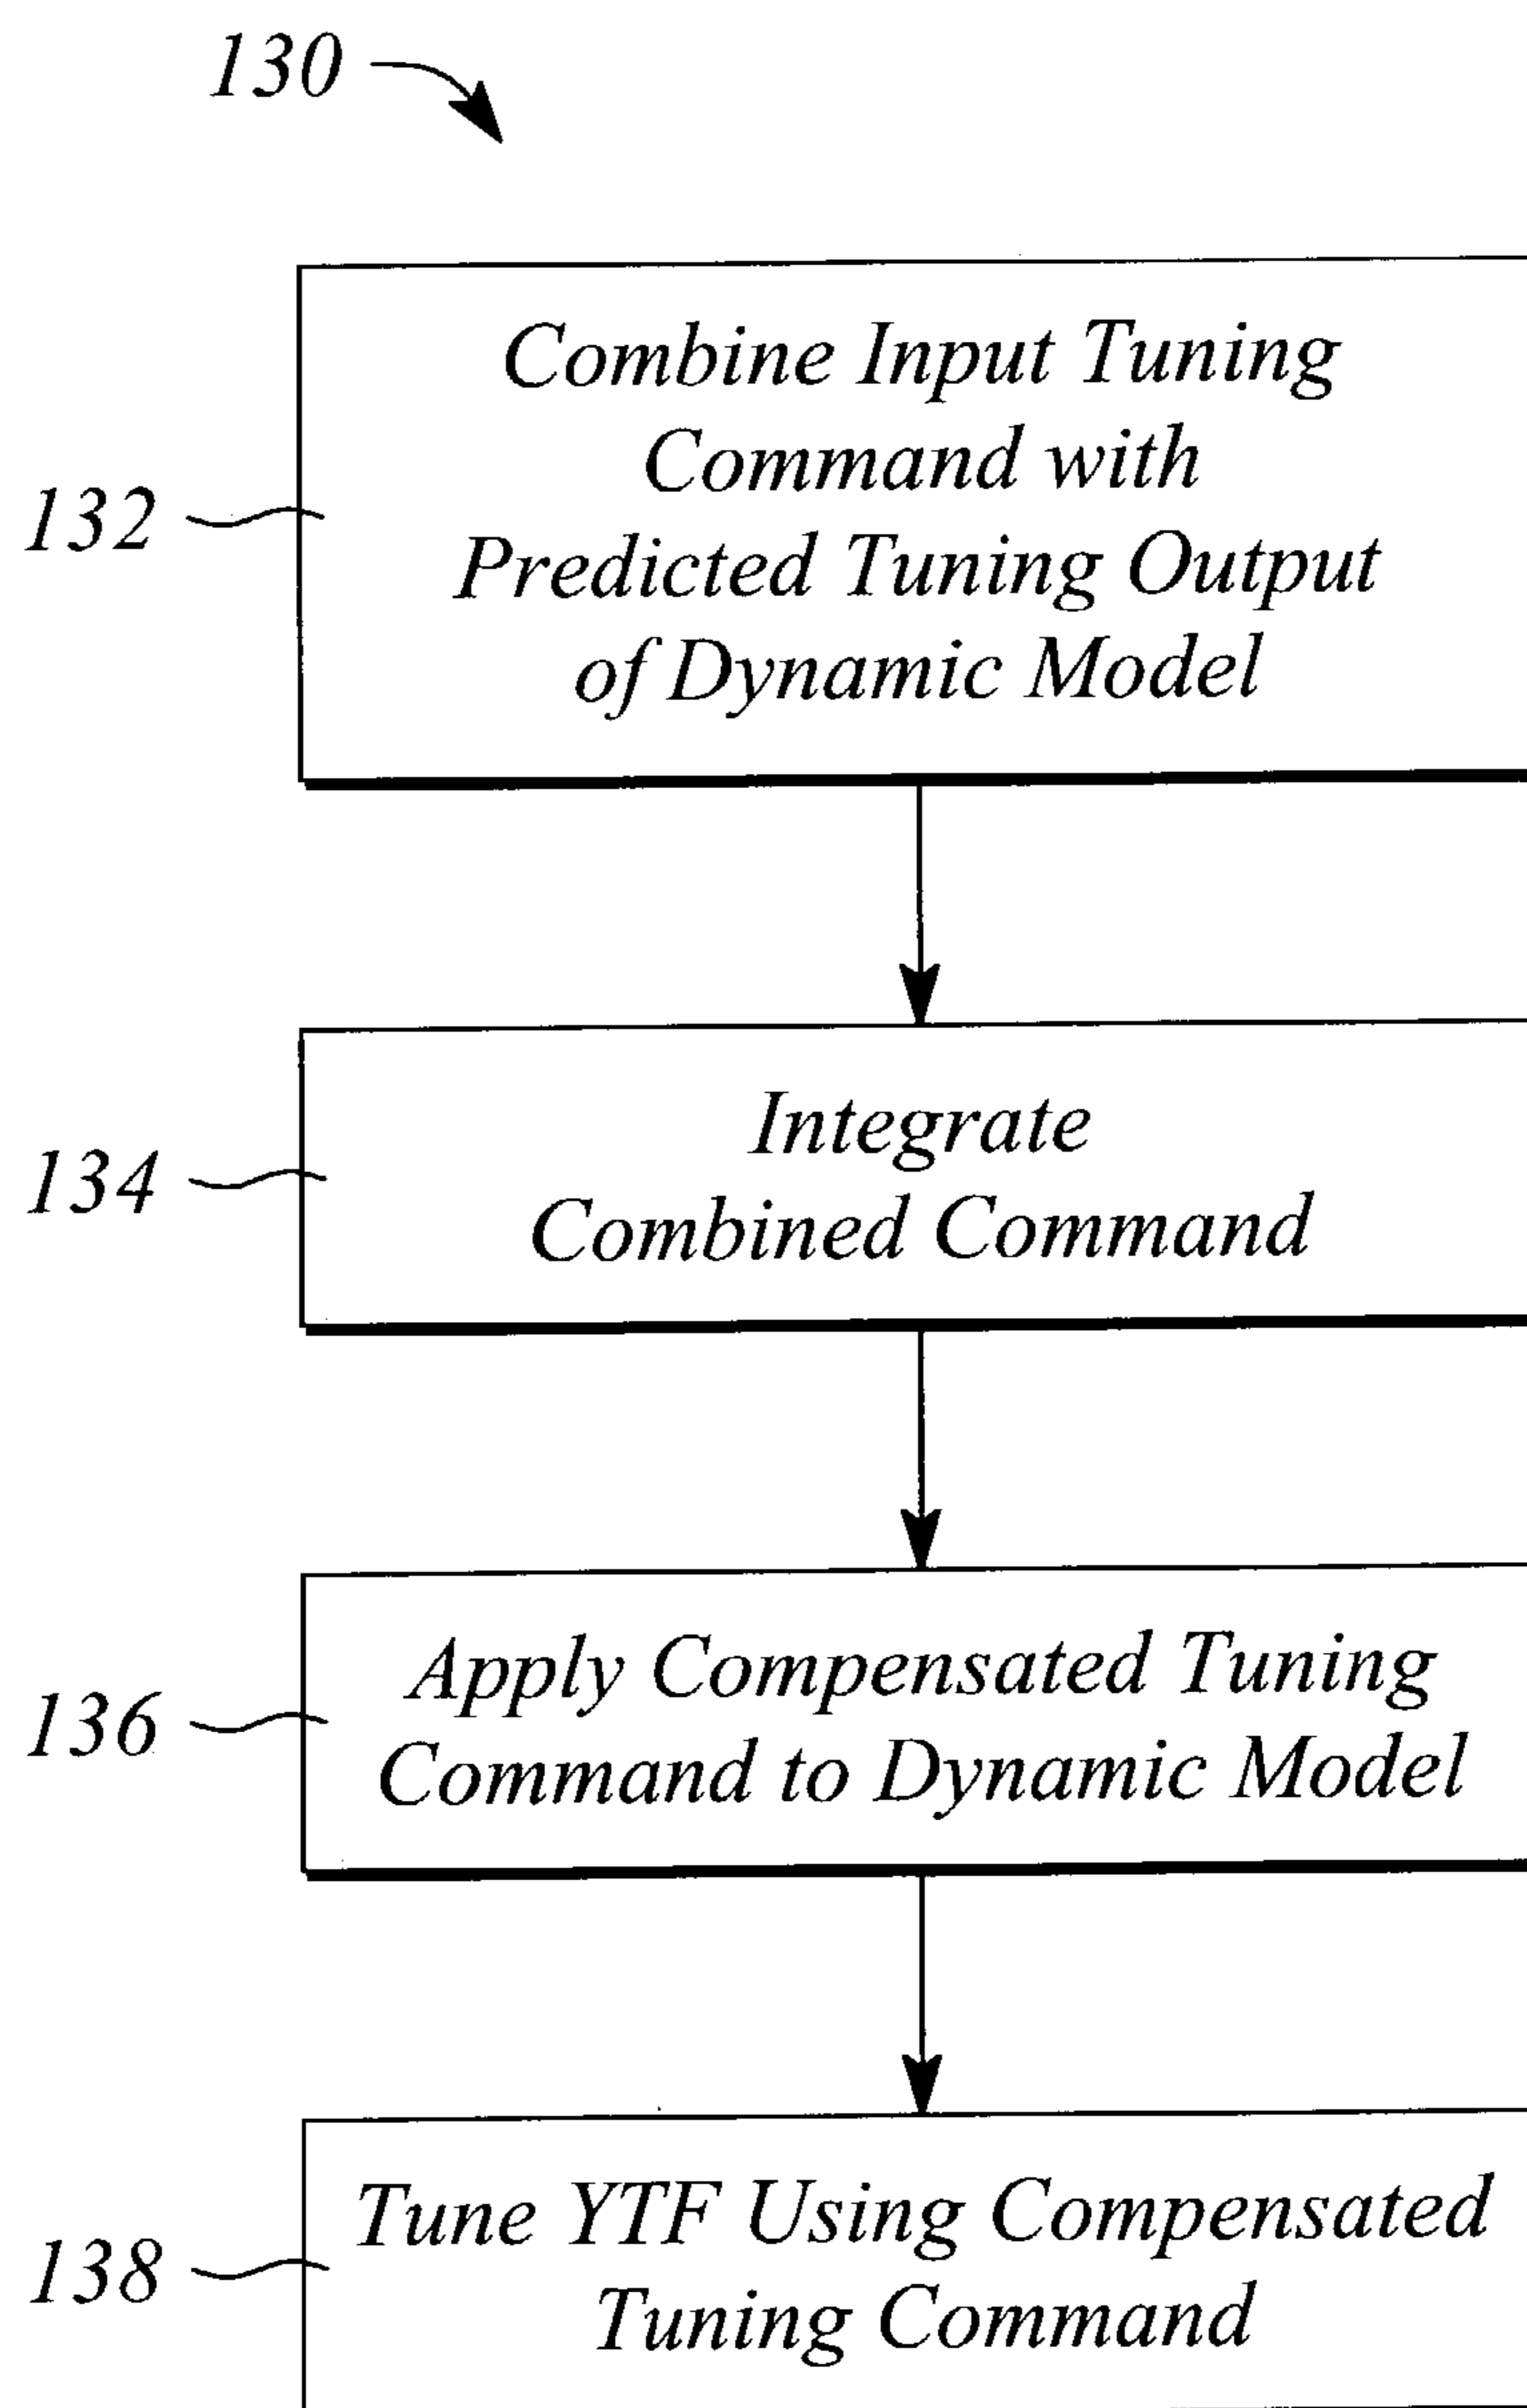 130
Combine Input Tuning
Command with
Predicted Tuning Output
of Dynamic Model
132
Integrate
Combined Command
134
Apply Compensated Tuning
Command to Dynamic Model
136
Tune YTF Using Compensated
Tuning Command
138